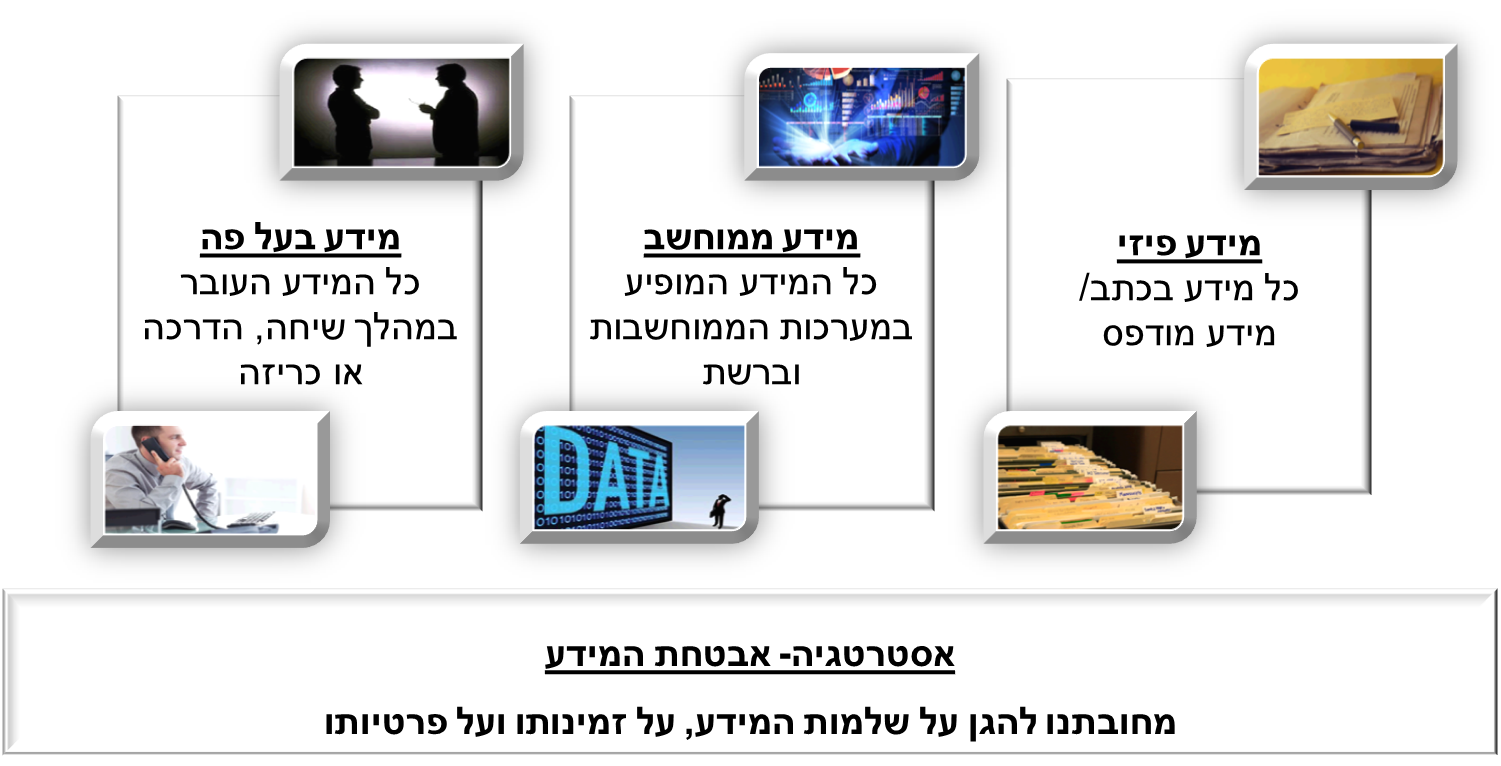 מידע פיזי
כל מידע בכתב/
מידע מודפס
מידע ממוחשב
כל המידע המופיע
במערכות הממוחשבות
וברשת
DATA
מידע בעל פה
כל המידע העובר
במהלך שיחה, הדרכה
או כריזה
אסטרטגיה- אבטחת המידע
מחובתנו להגן על שלמות המידע, על זמינותו ועל פרטיותו